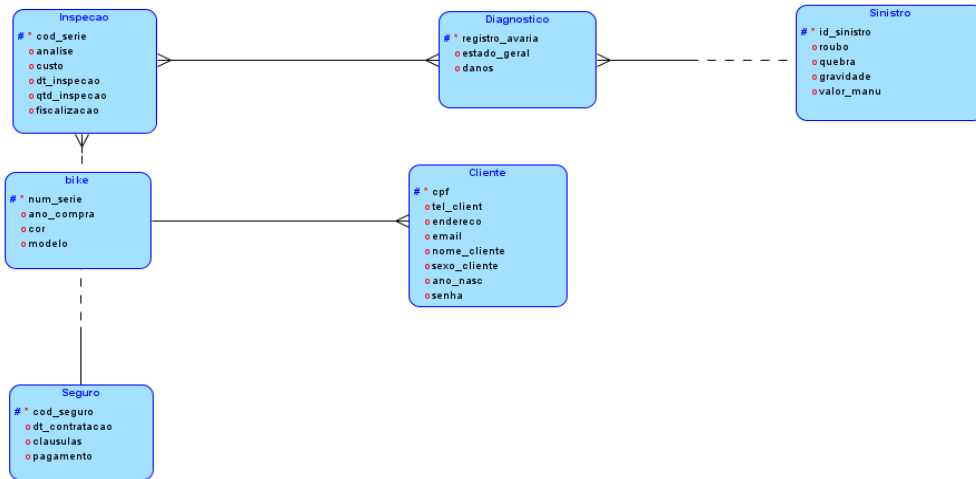 Inspecao
# * cod_serie
o analise
o custo
o dt_inspecao
o qtd_inspecao
o fiscalizacao
Diagnostico
# * registro_avaria
o estado_geral
o danos
Sinistro
# * id_sinistro
o roubo
o quebra
o gravidade
o valor_manu
bike
# * num_serie
o ano_compra
o cor
o modelo
Cliente
# * cpf
o tel_client
o endereco
o email
o nome_cliente
o sexo_cliente
o ano_nasc
o senha
Seguro
# * cod_seguro
o dt_contratacao
o clausulas
o pagamento